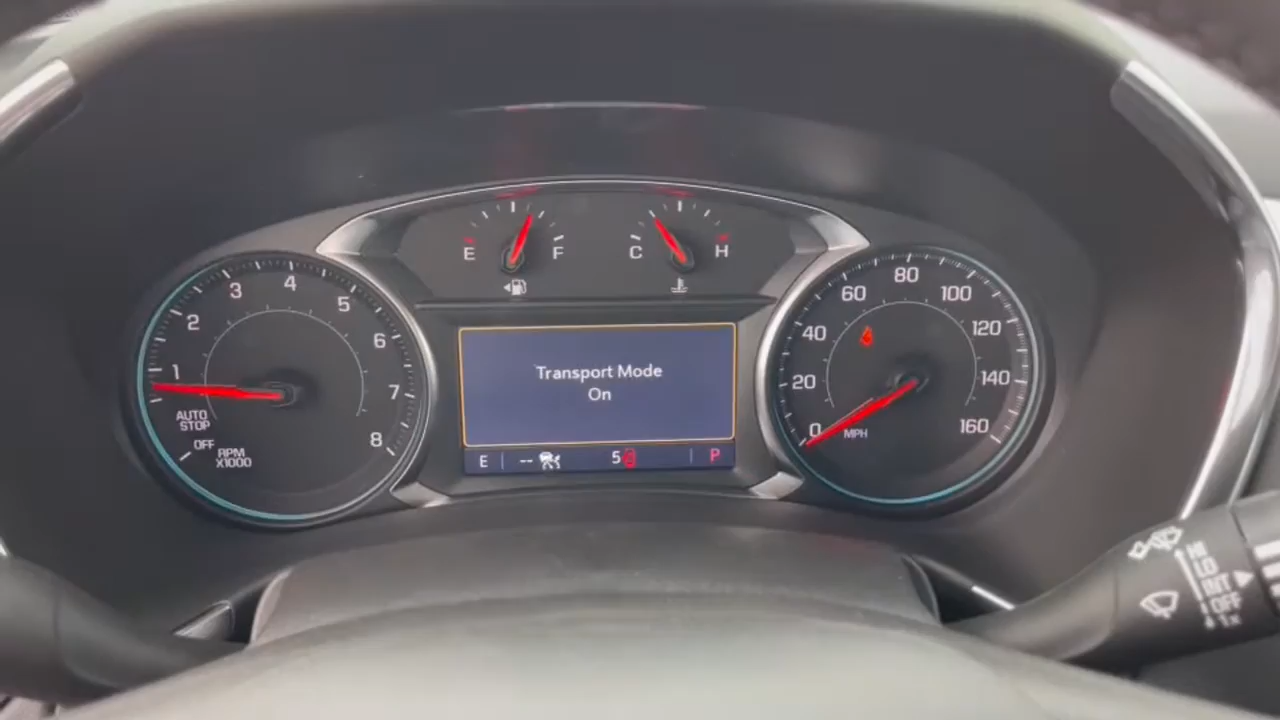 E F
C H
1 2 3 4 5 6 7 8
AUTO
STOP
OFF
RPM
X1000
Transport Mode
On
E -- 5 P
0 20 40 60 80 100 120 140 160
MPH
HI
LO
INT
OFF
1x